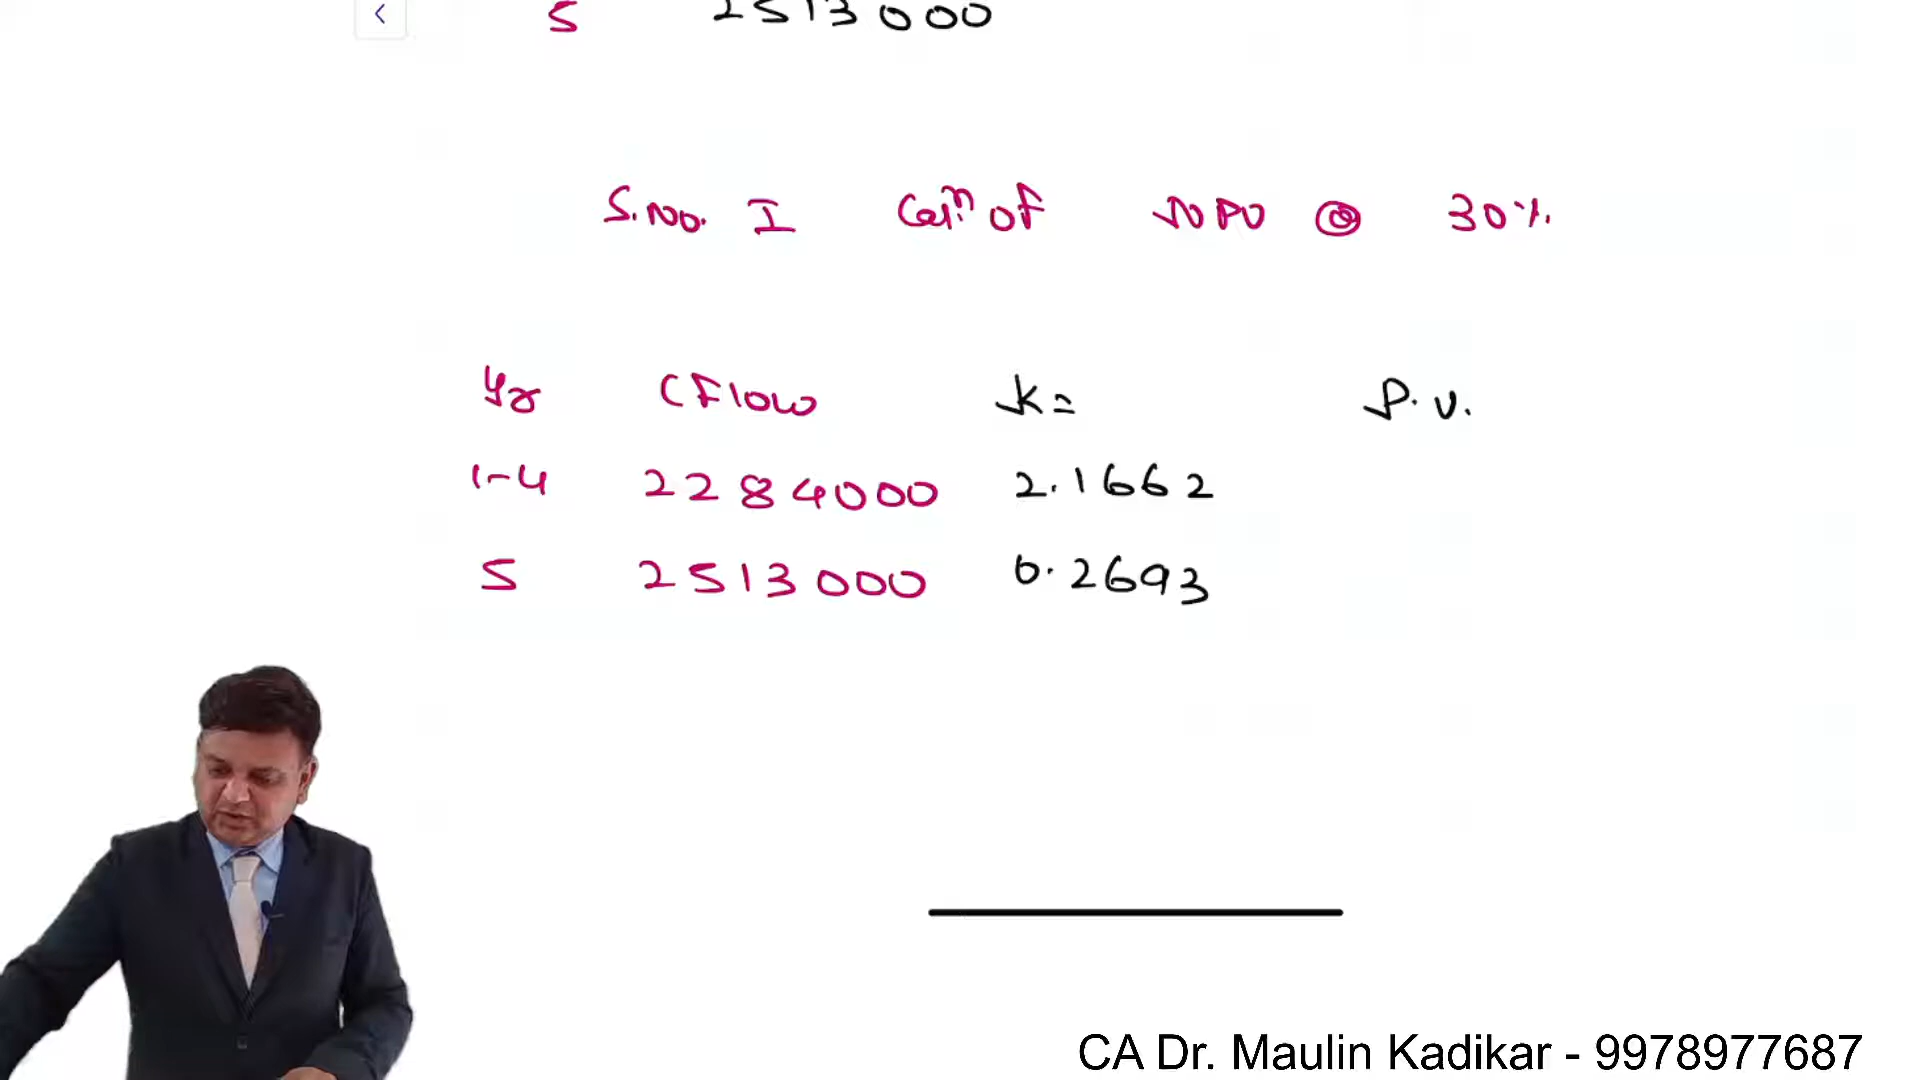 5 2513000
S.No. I Caln of NPV @ 30%
Yr CFlow K= P.V.
1-4 2284000 2.1662
5 2513000 0.2693
CA Dr. Maulin Kadikar - 9978977687